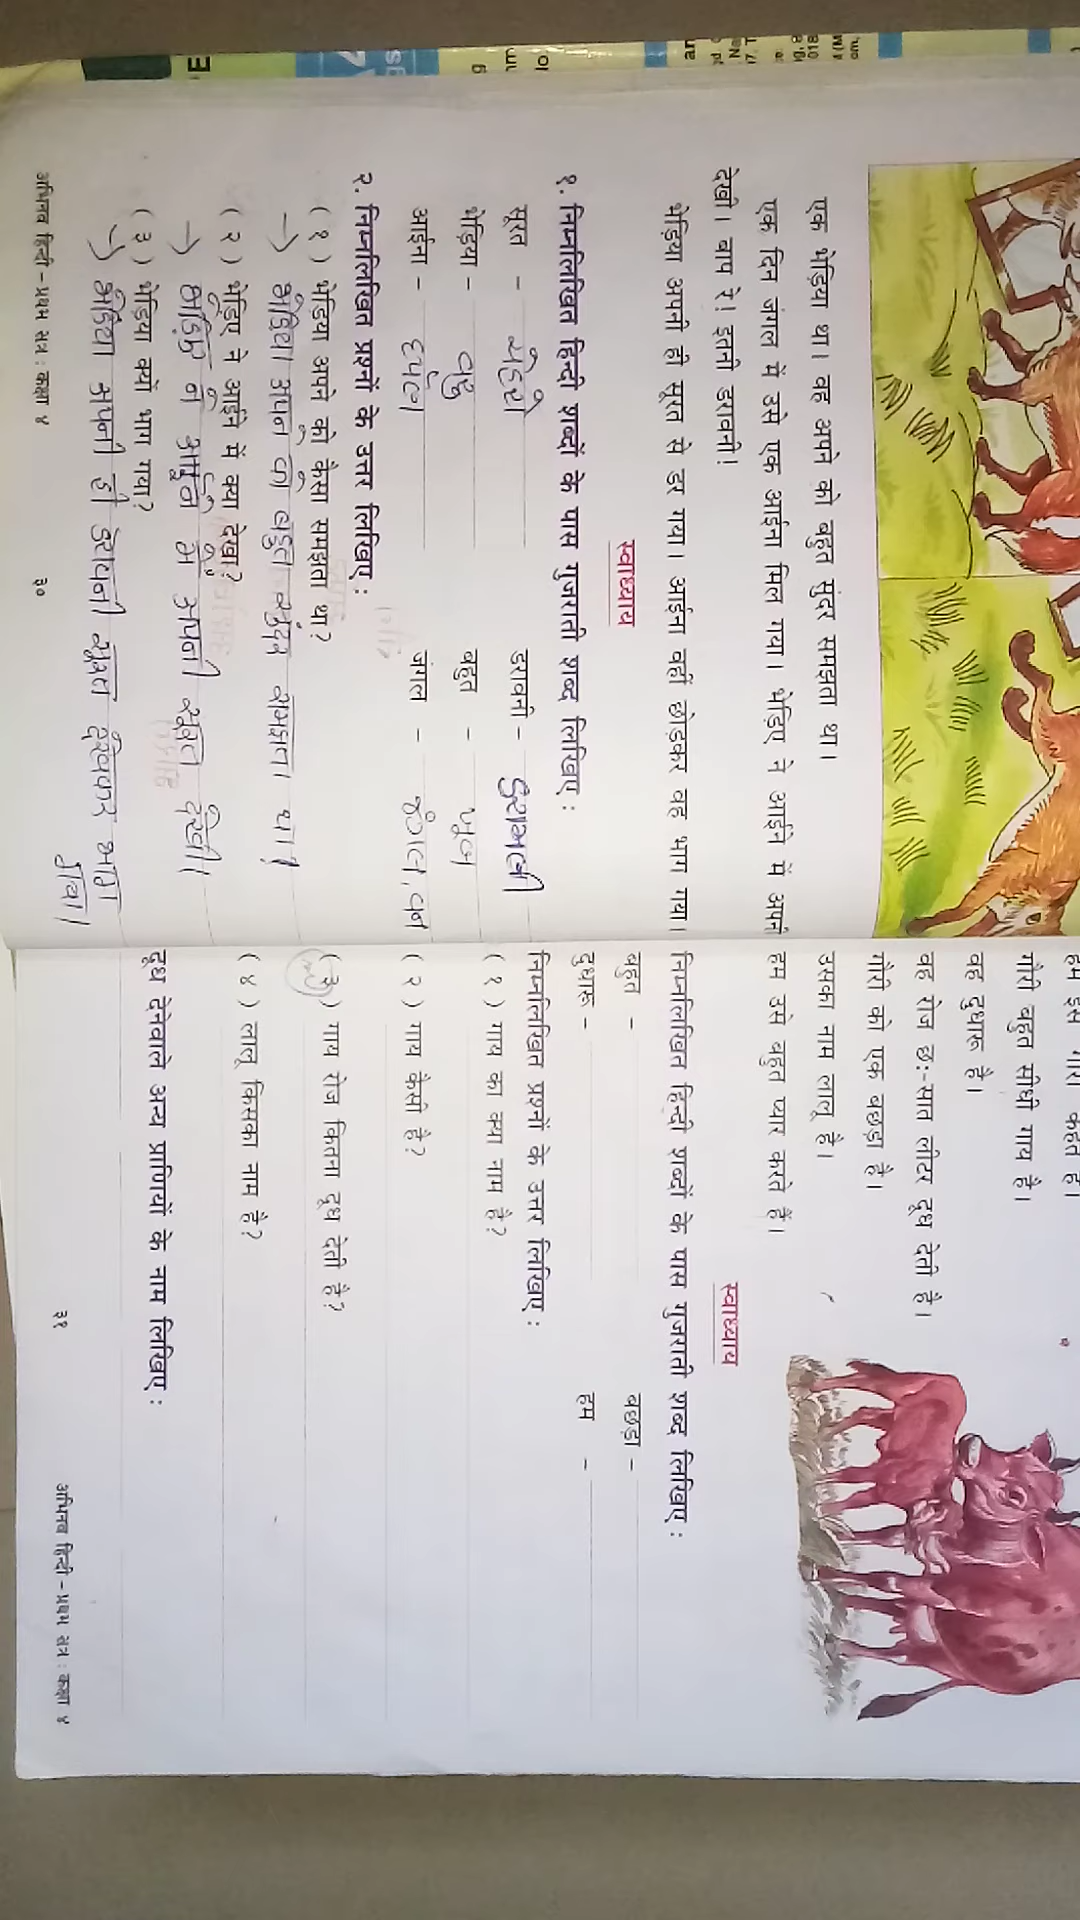 एक भेड़िया था। वह अपने को बहुत सुंदर समझता था।
एक दिन जंगल में उसे एक आईना मिल गया। भेड़िए ने आईने में अपनी
देखी। बाप रे! इतनी डरावनी!
भेड़िया अपनी ही सूरत से डर गया। आईना वहीं छोड़कर वह भाग गया।
स्वाध्याय
१. निम्नलिखित हिन्दी शब्दों के पास गुजराती शब्द लिखिए :
सूरत - ચેહરો डरावनी - ડરામણી
भेड़िया - વરુ बहुत - ખુબ
आईना - દર્પણ जंगल - જંગલ, વન
२. निम्नलिखित प्रश्नों के उत्तर लिखिए :
( १ ) भेड़िया अपने को कैसा समझता था?
→ भेड़िया अपने को बहुत सुंदर समझता था।
( २ ) भेड़िए ने आईने में क्या देखा?
→ भेड़िए ने आईने में अपनी सूरत देखी।
( ३ ) भेड़िया क्यों भाग गया?
→ भेड़िया अपनी ही डरावनी सूरत देखकर भाग
गया।
अभिनव हिन्दी - प्रथम सत्र : कक्षा ४
३०
हम इसे गौरी कहते हैं।
गौरी बहुत सीधी गाय है।
वह दुधारू है।
वह रोज छः-सात लीटर दूध देती है।
गौरी को एक बछड़ा है।
उसका नाम लालू है।
हम उसे बहुत प्यार करते हैं।
स्वाध्याय
निम्नलिखित हिन्दी शब्दों के पास गुजराती शब्द लिखिए :
बहुत - बछड़ा -
दुधारू - हम -
निम्नलिखित प्रश्नों के उत्तर लिखिए :
( १ ) गाय का क्या नाम है?
( २ ) गाय कैसी है?
( ३ ) गाय रोज कितना दूध देती है?
( ४ ) लालू किसका नाम है?
दूध देनेवाले अन्य प्राणियों के नाम लिखिए :
३१
अभिनव हिन्दी - प्रथम सत्र : कक्षा ४